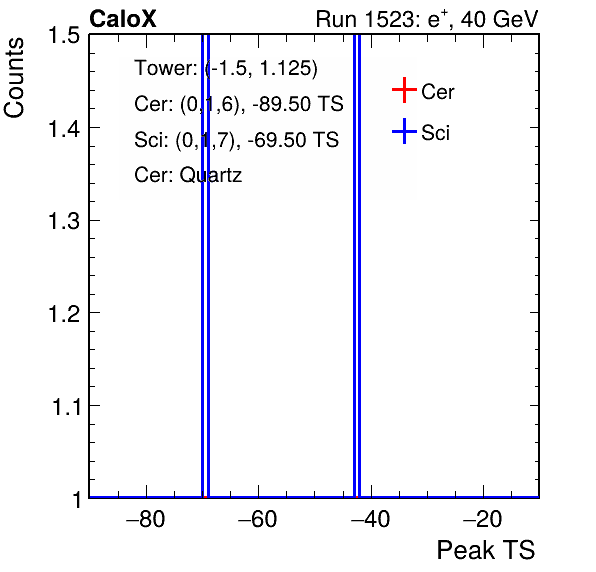 CaloX Run 1523: e+, 40 GeV
Counts
1.5
Tower: (-1.5, 1.125)
Cer: (0,1,6), -89.50 TS
Sci: (0,1,7), -69.50 TS
Cer: Quartz
Cer
Sci
1.4
1.3
1.2
1.1
1
−80 −60 −40 −20
Peak TS